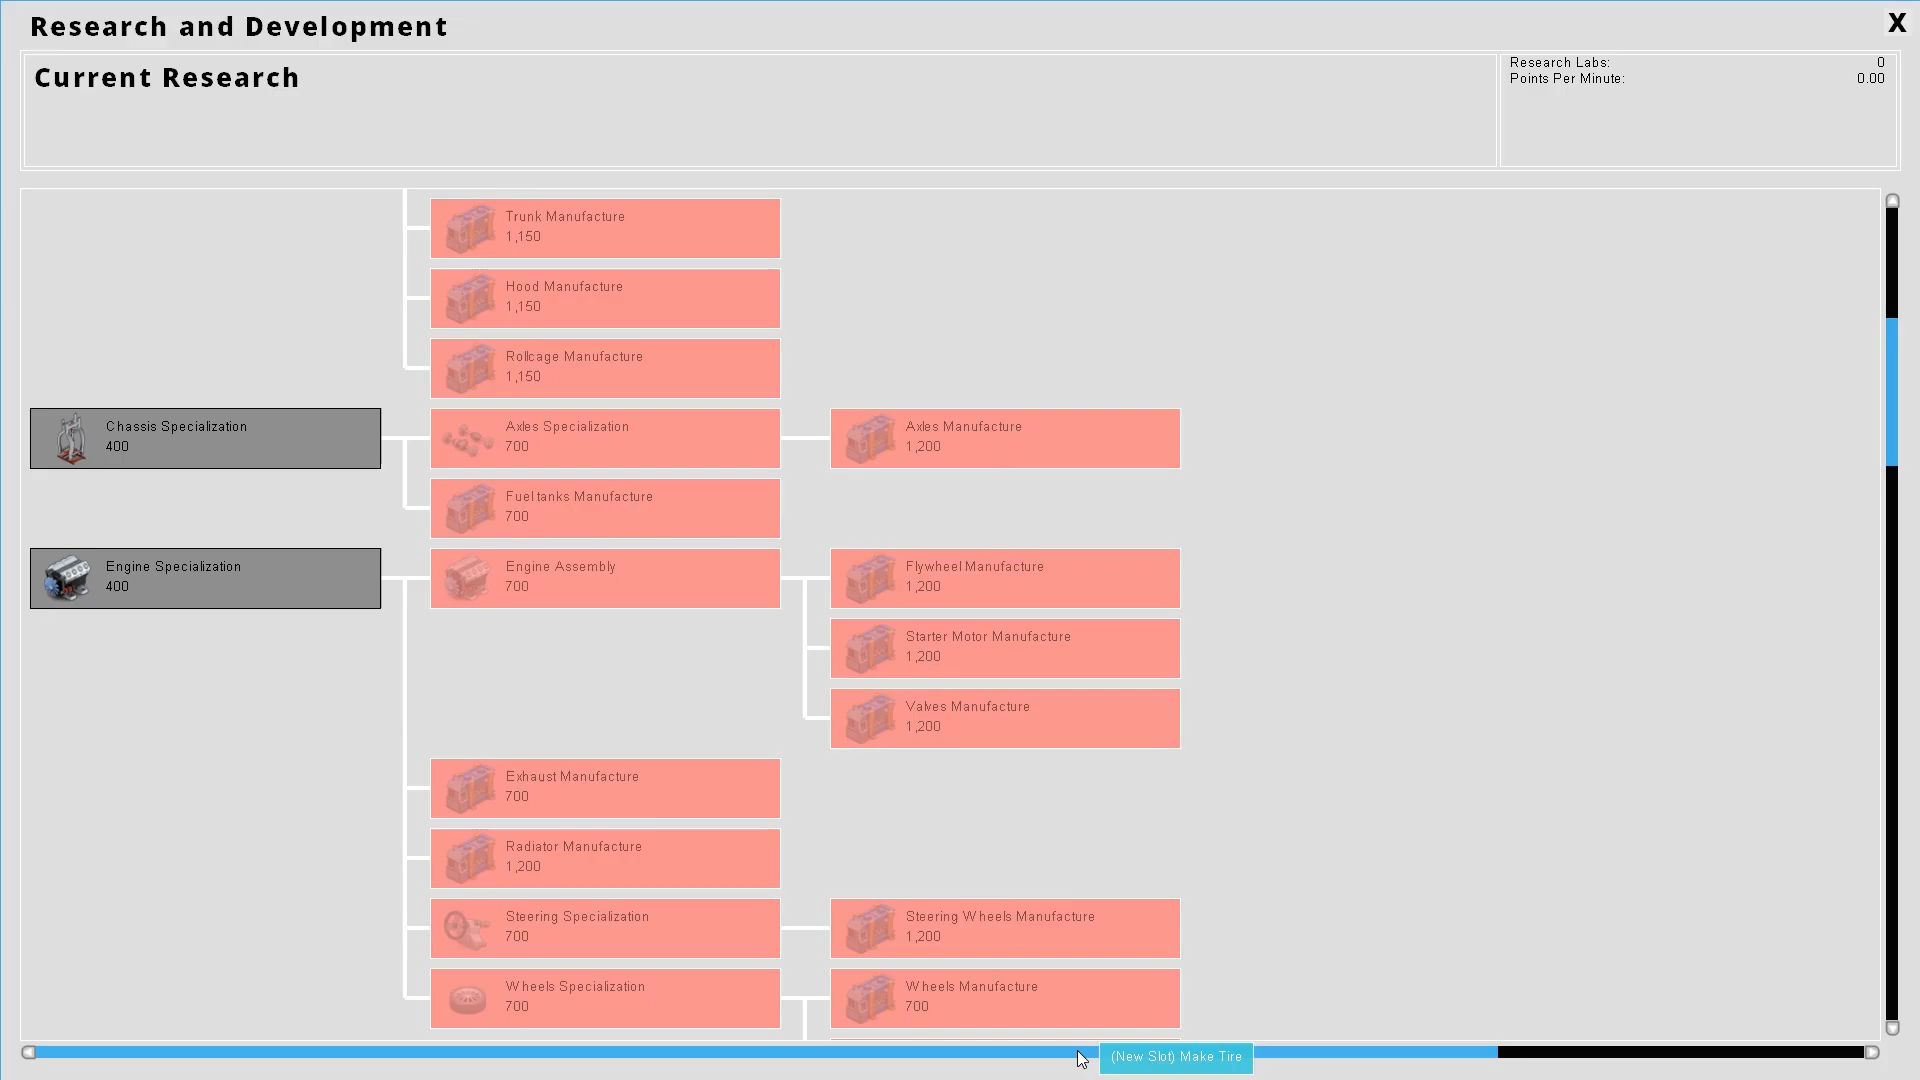 Research and Development
X
Current Research
Research Labs: 0
Points Per Minute: 0.00
Trunk Manufacture
1,150
Hood Manufacture
1,150
Rollcage Manufacture
1,150
Chassis Specialization
400
Axles Specialization
700
Axles Manufacture
1,200
Fuel tanks Manufacture
700
Engine Specialization
400
Engine Assembly
700
Flywheel Manufacture
1,200
Starter Motor Manufacture
1,200
Valves Manufacture
1,200
Exhaust Manufacture
700
Radiator Manufacture
1,200
Steering Specialization
700
Steering Wheels Manufacture
1,200
Wheels Specialization
700
Wheels Manufacture
700
(New Slot) Make Tire